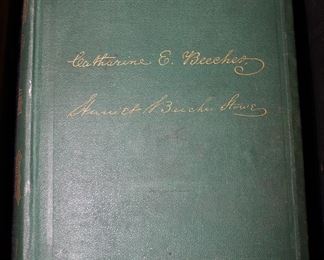 Catharine E. Beecher,
Harriet Beecher Stowe